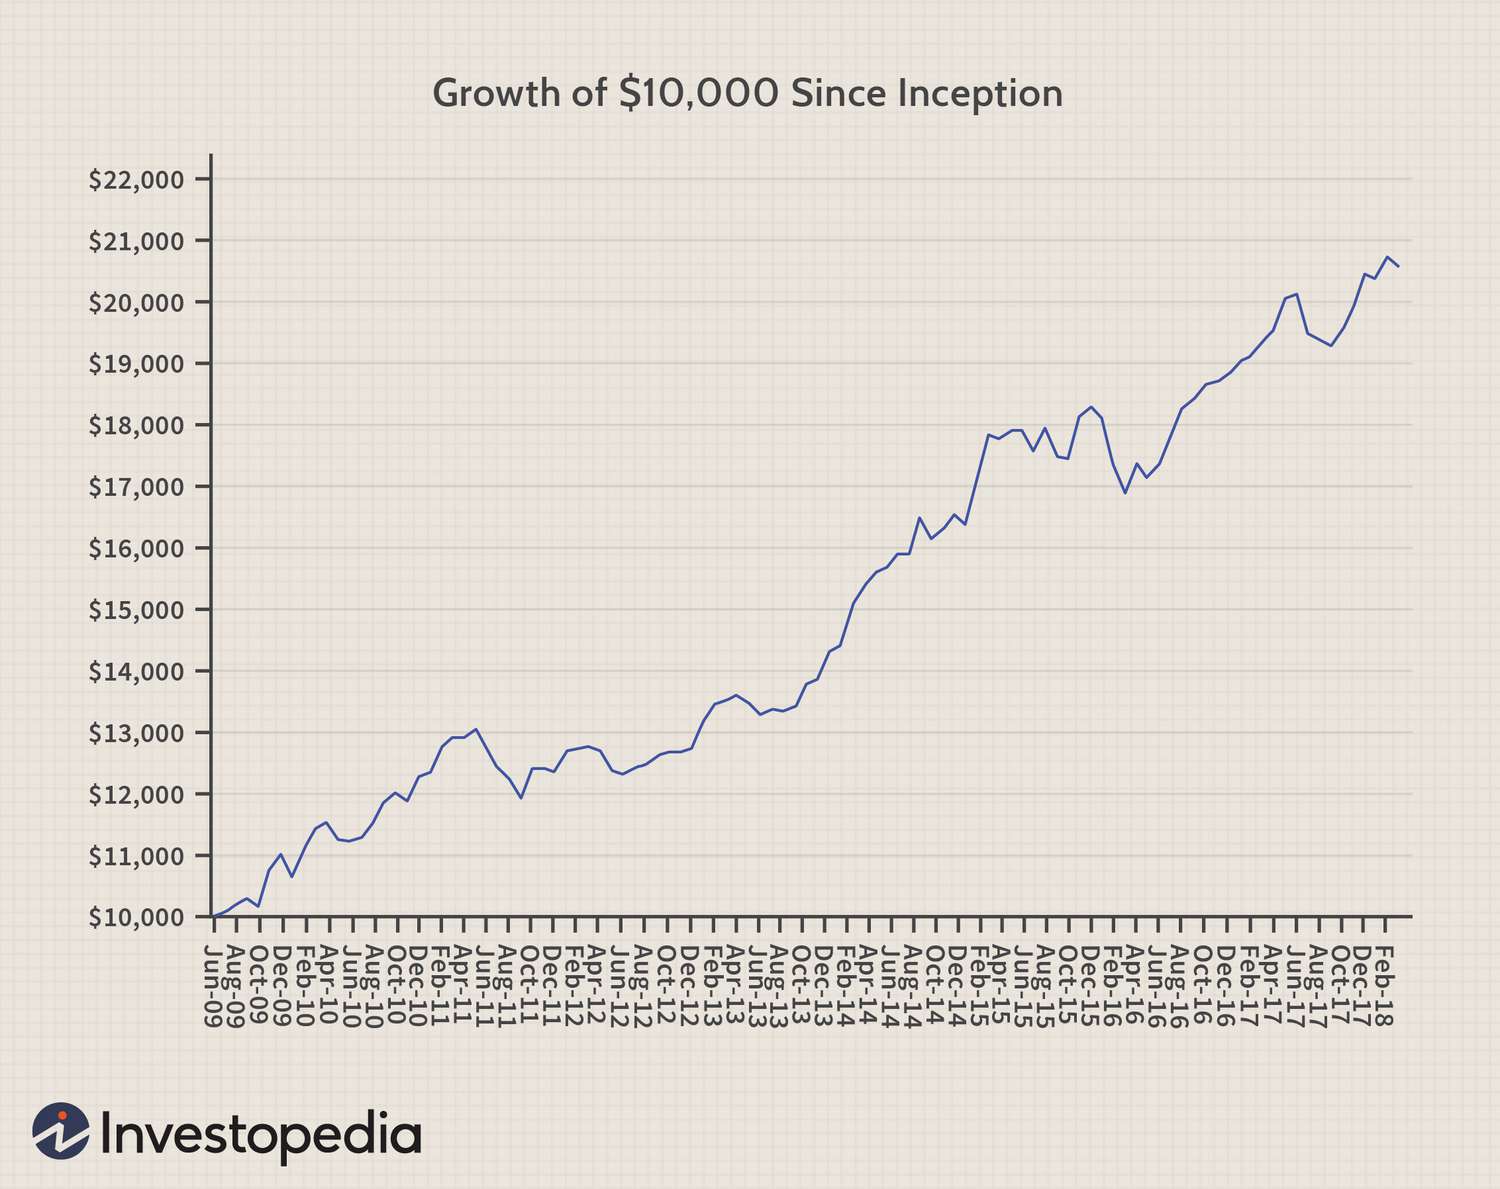 Growth of $10,000 Since Inception
$22,000
$21,000
$20,000
$19,000
$18,000
$17,000
$16,000
$15,000
$14,000
$13,000
$12,000
$11,000
$10,000
Jun-09
Aug-09
Oct-09
Dec-09
Feb-10
Apr-10
Jun-10
Aug-10
Oct-10
Dec-10
Feb-11
Apr-11
Jun-11
Aug-11
Oct-11
Dec-11
Feb-12
Apr-12
Jun-12
Aug-12
Oct-12
Dec-12
Feb-13
Apr-13
Jun-13
Aug-13
Oct-13
Dec-13
Feb-14
Apr-14
Jun-14
Aug-14
Oct-14
Dec-14
Feb-15
Apr-15
Jun-15
Aug-15
Oct-15
Dec-15
Feb-16
Apr-16
Jun-16
Aug-16
Oct-16
Dec-16
Feb-17
Apr-17
Jun-17
Aug-17
Oct-17
Dec-17
Feb-18
Investopedia